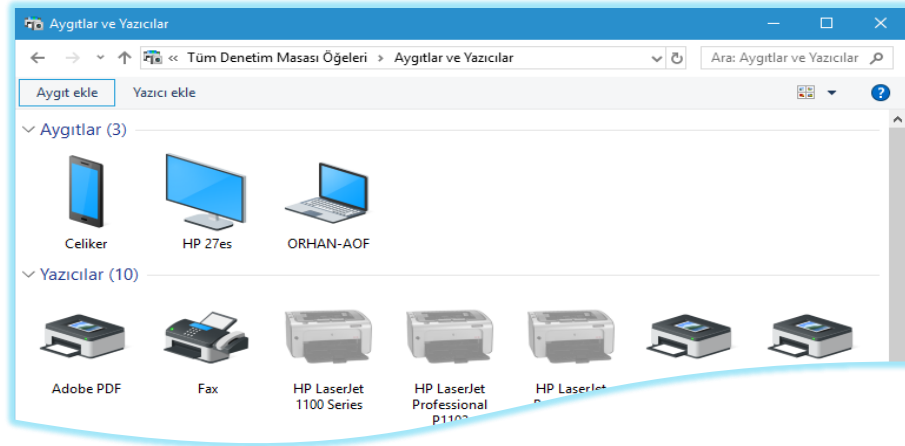 Aygıtlar ve Yazıcılar
« Tüm Denetim Masası Öğeleri › Aygıtlar ve Yazıcılar
Ara: Aygıtlar ve Yazıcılar
Aygıt ekle Yazıcı ekle
Aygıtlar (3)
Celiker HP 27es ORHAN-AOF
Yazıcılar (10)
Adobe PDF Fax HP LaserJet HP LaserJet HP LaserJet
1100 Series Professional